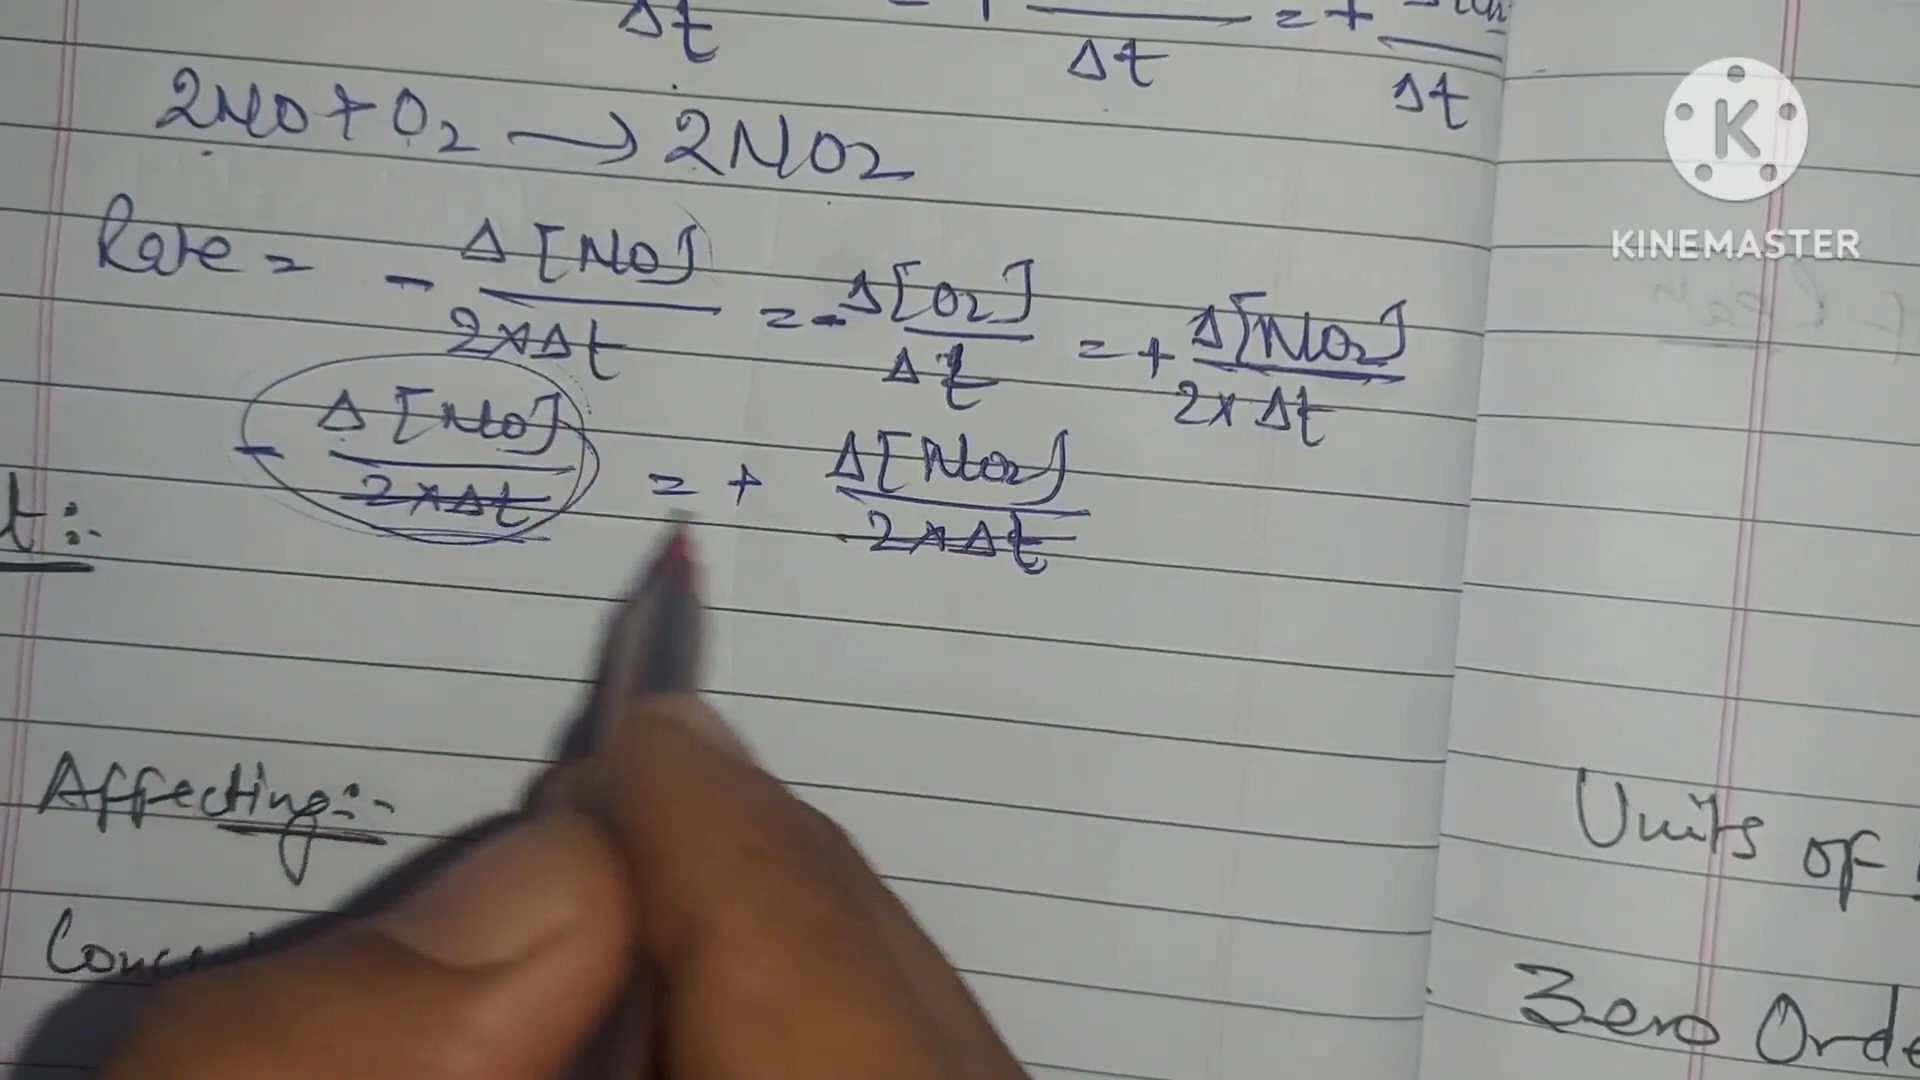 Δt = + Δt = + Δt
2NO + O2 → 2NO2
Rate = - Δ[NO] / 2×Δt = - Δ[O2] / Δt = + Δ[NO2] / 2×Δt
- Δ[NO] / 2×Δt = + Δ[NO2] / 2×Δt
t:-
Affecting:-
Conce
KINEMASTER
Units of
Zero Orde